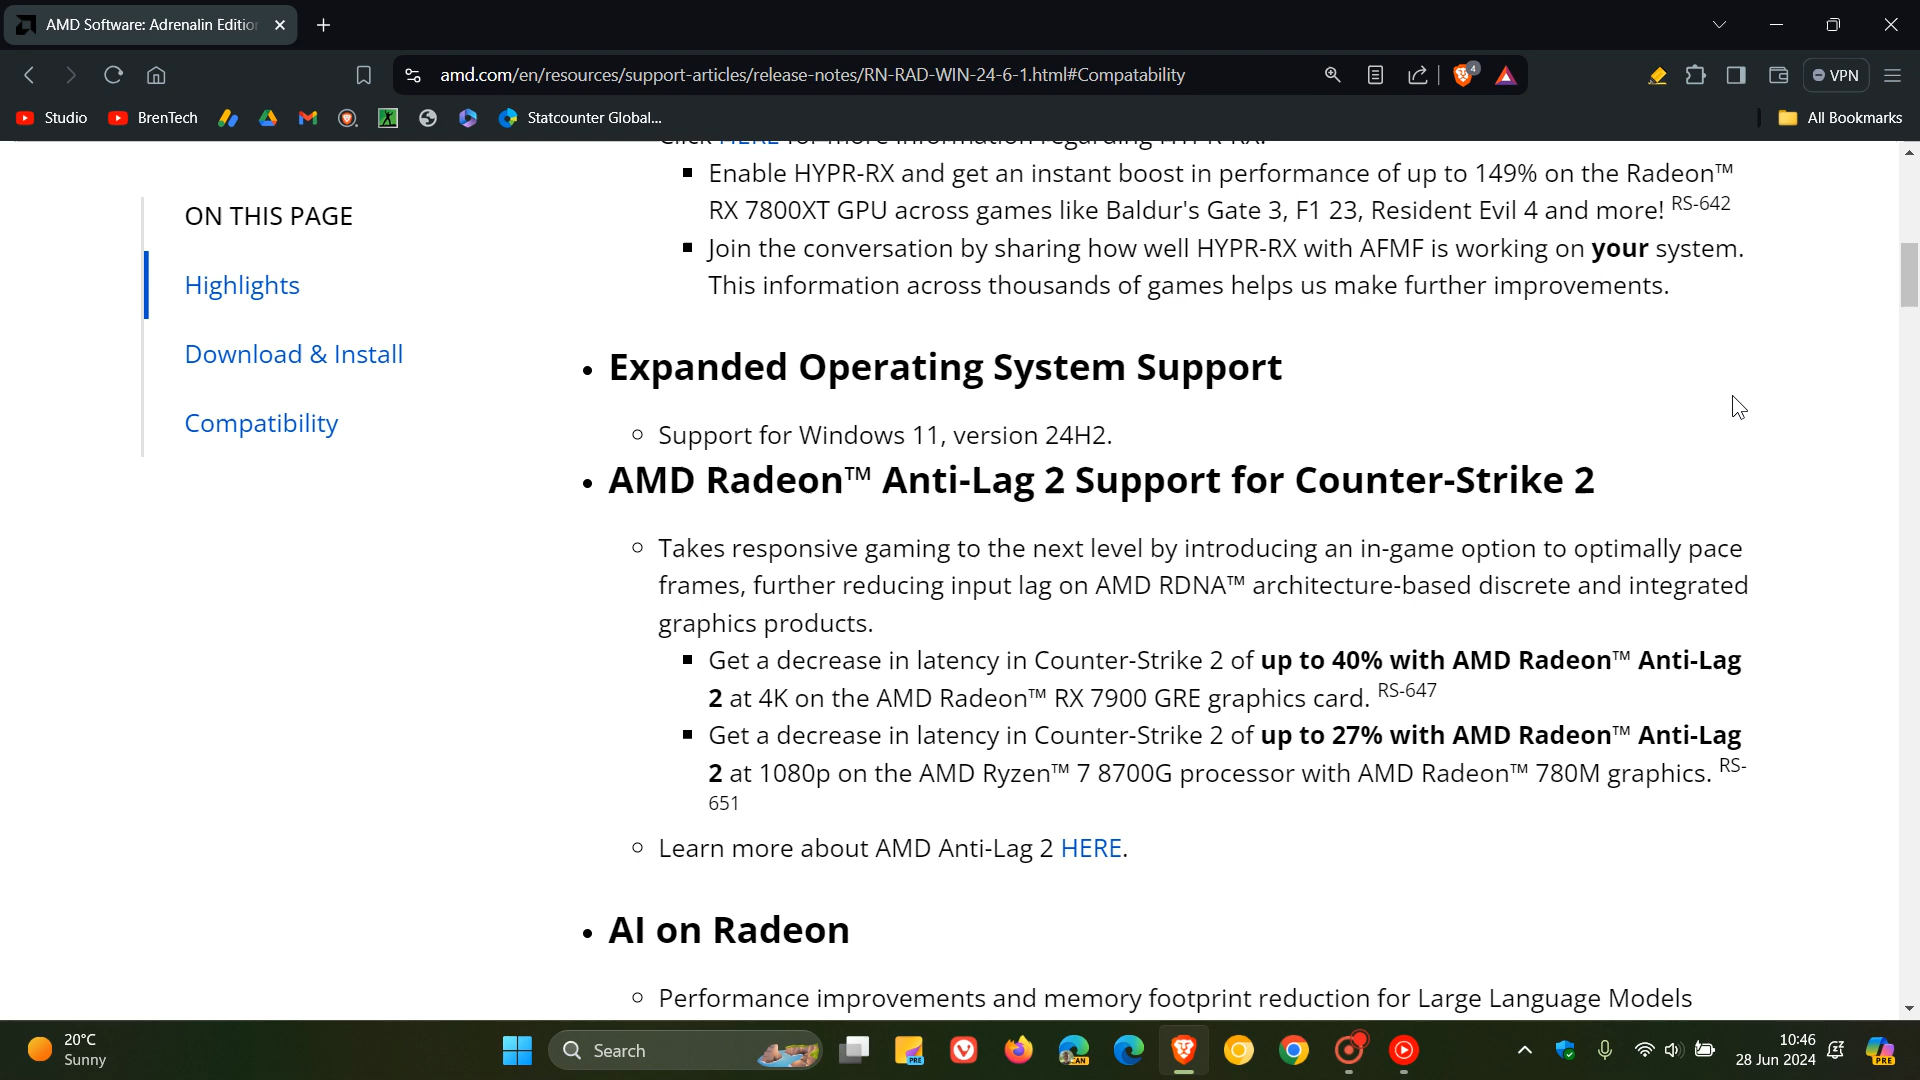 AMD Software: Adrenalin Editio
amd.com/en/resources/support-articles/release-notes/RN-RAD-WIN-24-6-1.html#Compatability
4
VPN
Studio
BrenTech
Statcounter Global...
All Bookmarks
ON THIS PAGE
Highlights
Download & Install
Compatibility
Click HERE for more information regarding HYPR-RX.
▪ Enable HYPR-RX and get an instant boost in performance of up to 149% on the Radeon™
RX 7800XT GPU across games like Baldur's Gate 3, F1 23, Resident Evil 4 and more! RS-642
▪ Join the conversation by sharing how well HYPR-RX with AFMF is working on your system.
This information across thousands of games helps us make further improvements.
• Expanded Operating System Support
○ Support for Windows 11, version 24H2.
• AMD Radeon™ Anti-Lag 2 Support for Counter-Strike 2
○ Takes responsive gaming to the next level by introducing an in-game option to optimally pace
frames, further reducing input lag on AMD RDNA™ architecture-based discrete and integrated
graphics products.
▪ Get a decrease in latency in Counter-Strike 2 of up to 40% with AMD Radeon™ Anti-Lag
2 at 4K on the AMD Radeon™ RX 7900 GRE graphics card. RS-647
▪ Get a decrease in latency in Counter-Strike 2 of up to 27% with AMD Radeon™ Anti-Lag
2 at 1080p on the AMD Ryzen™ 7 8700G processor with AMD Radeon™ 780M graphics. RS-
651
○ Learn more about AMD Anti-Lag 2 HERE.
• AI on Radeon
○ Performance improvements and memory footprint reduction for Large Language Models
20°C
Sunny
Search
PRE
CAN
10:46
28 Jun 2024
PRE